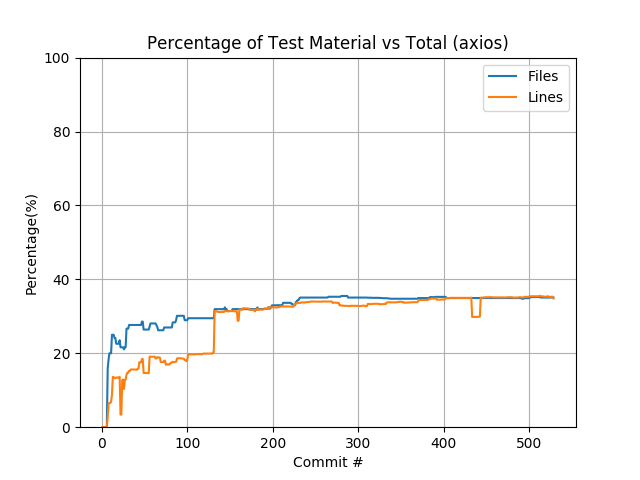 Percentage of Test Material vs Total (axios)
Files
Lines
100
80
60
40
20
0
Percentage(%)
0 100 200 300 400 500
Commit #